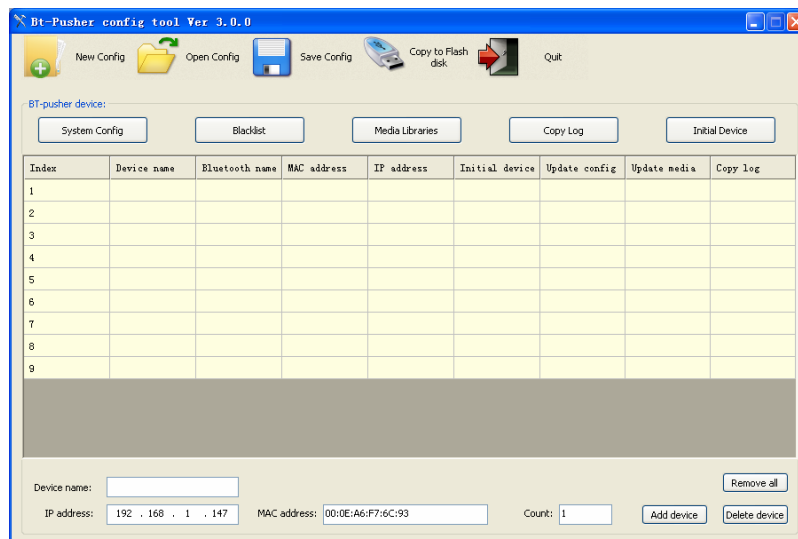 Bt-Pusher config tool Ver 3.0.0
New Config Open Config Save Config Copy to Flash disk Quit
BT-pusher device:
System Config Blacklist Media Libraries Copy Log Initial Device
Index Device name Bluetooth name MAC address IP address Initial device Update config Update media Copy log
1
2
3
4
5
6
7
8
9
Remove all
Device name:
IP address: 192 . 168 . 1 . 147 MAC address: 00:0E:A6:F7:6C:93 Count: 1 Add device Delete device